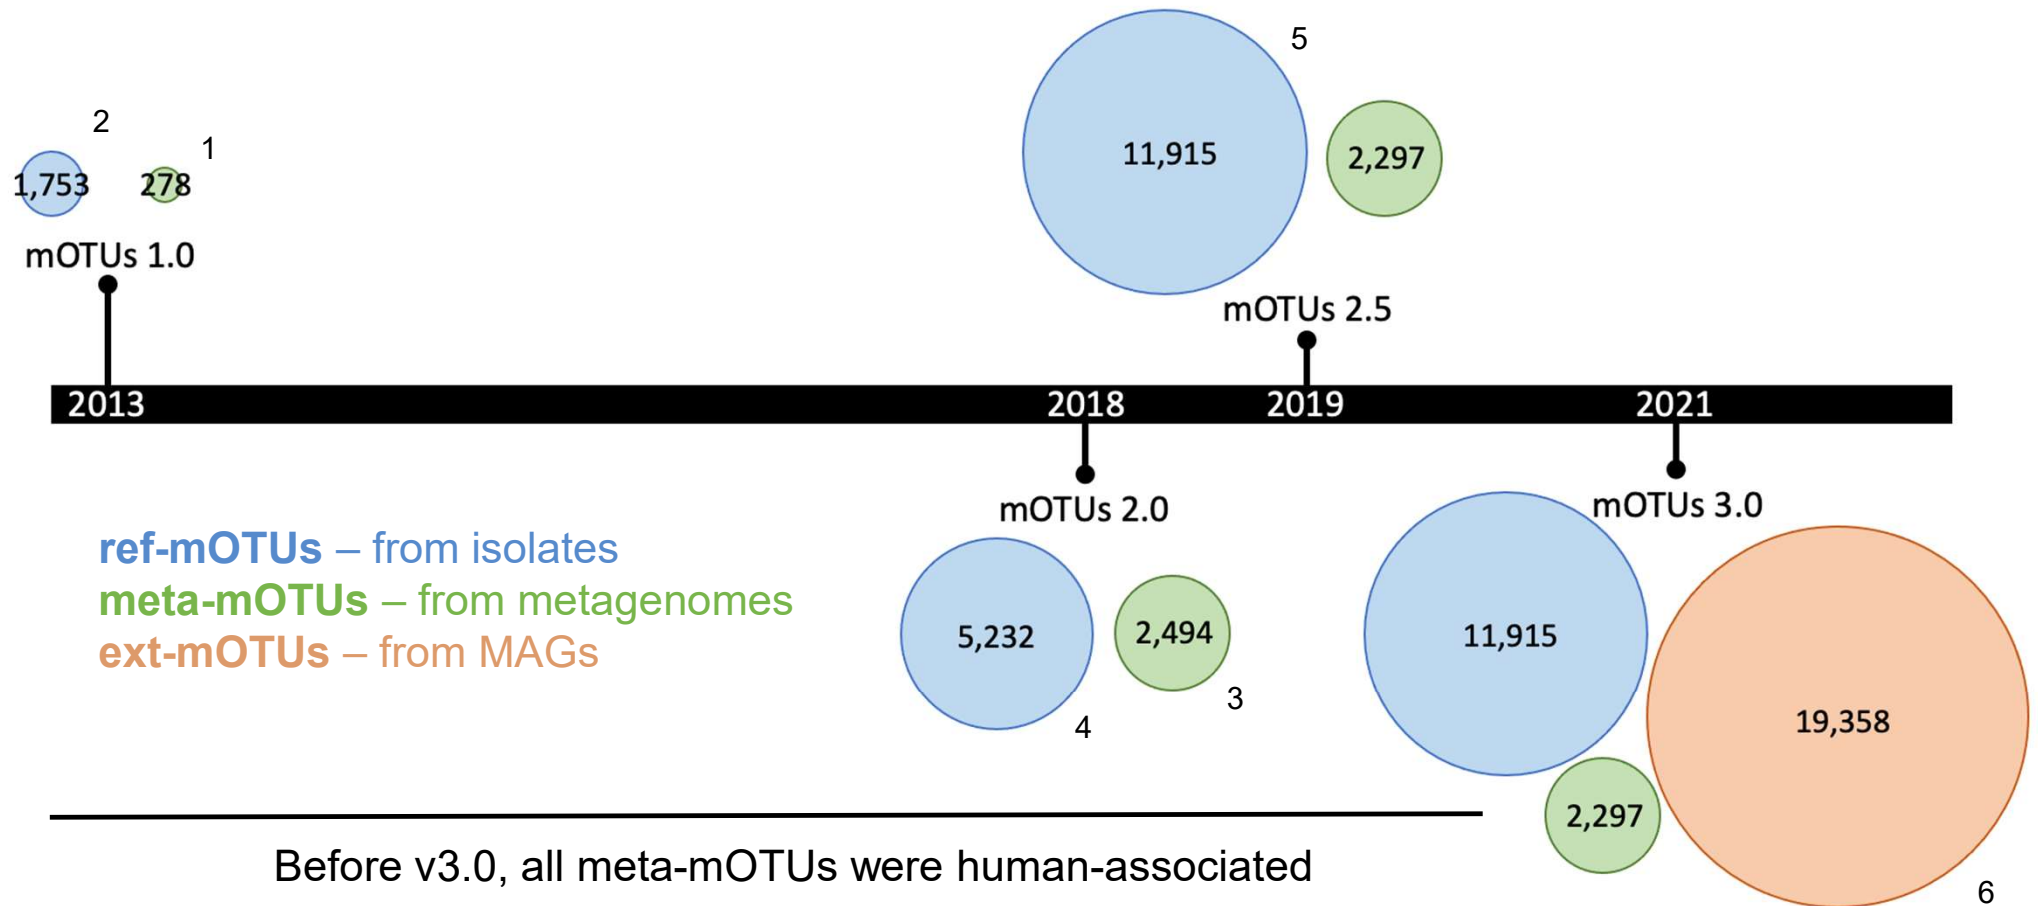 5
2
1
11,915
2,297
1,753
278
mOTUs 1.0
mOTUs 2.5
2013
2018
2019
2021
mOTUs 2.0
mOTUs 3.0
ref-mOTUs – from isolates
meta-mOTUs – from metagenomes
ext-mOTUs – from MAGs
5,232
2,494
3
4
11,915
19,358
2,297
Before v3.0, all meta-mOTUs were human-associated
6